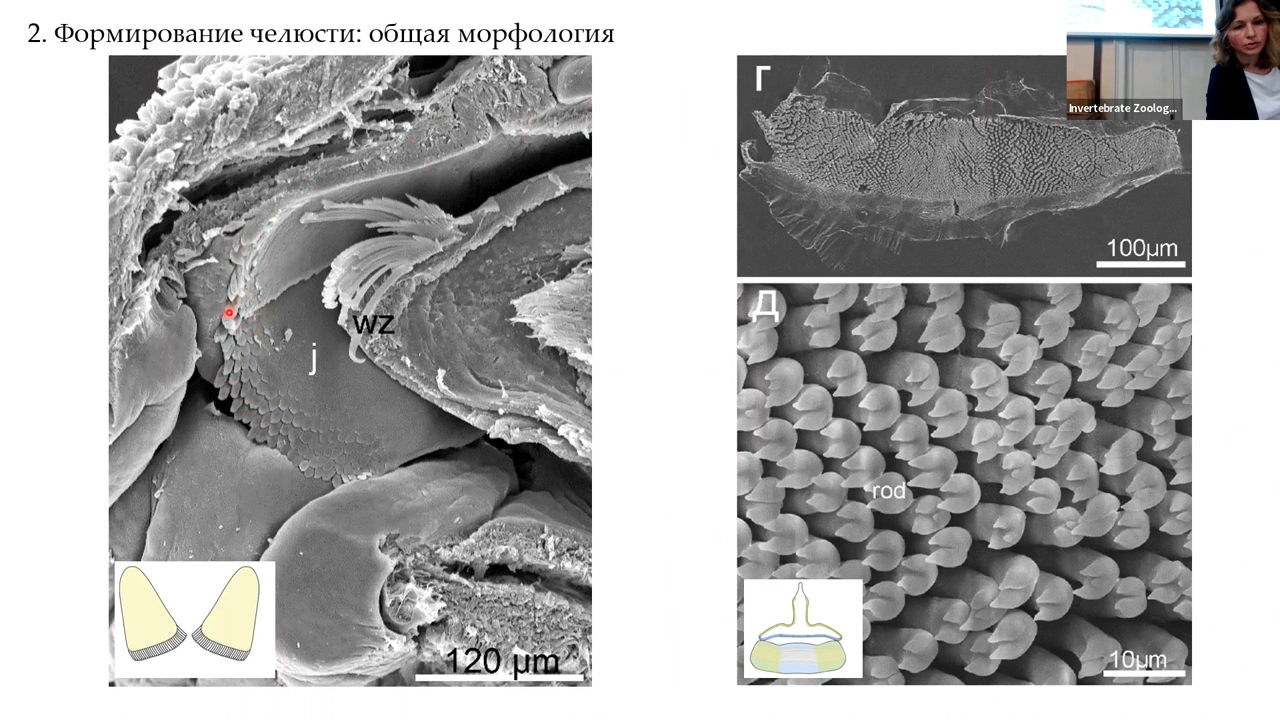 2. Формирование челюсти: общая морфология
Invertebrate Zoolog...
wz
j
120 μm
Г
100μm
Д
rod
10μm